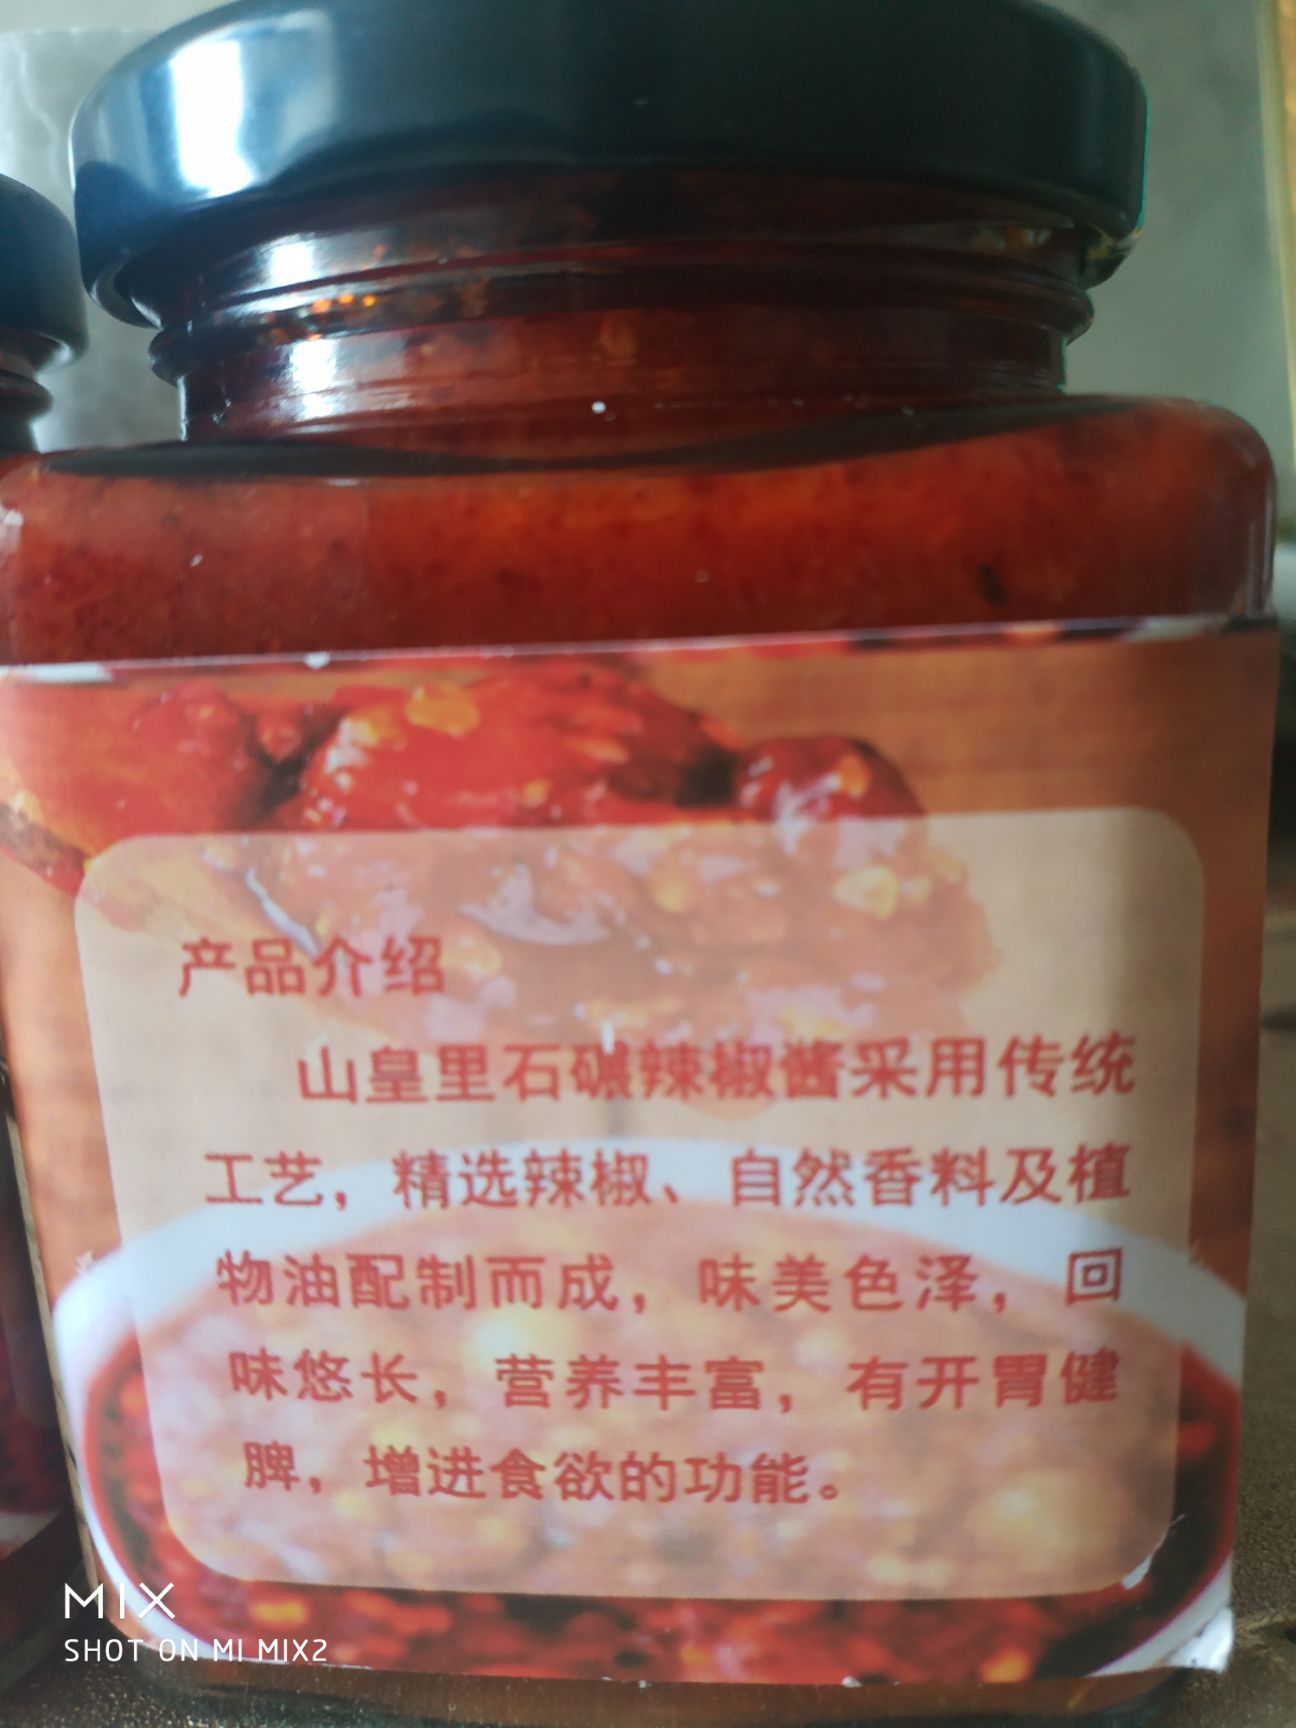 产品介绍
山皇里石碾辣椒酱采用传统
工艺，精选辣椒、自然香料及植
物油配制而成，味美色泽，回
味悠长，营养丰富，有开胃健
脾，增进食欲的功能。
MIX
SHOT ON MI MIX2